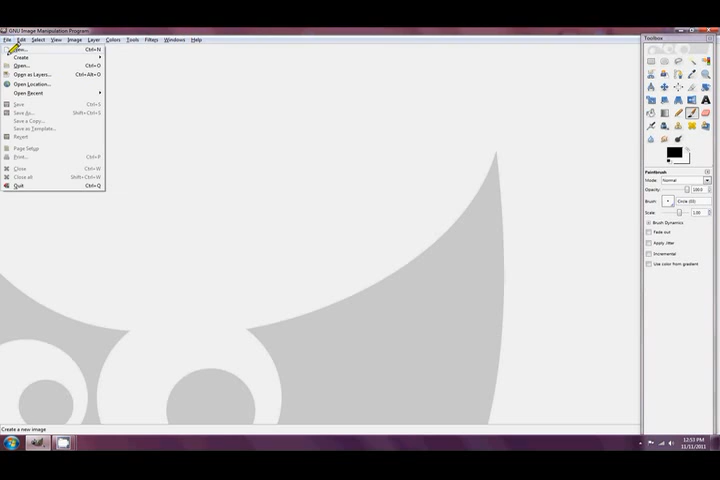 GNU Image Manipulation Program
File Edit Select View Image Layer Colors Tools Filters Windows Help
New... Ctrl+N
Create
Open... Ctrl+O
Open as Layers... Ctrl+Alt+O
Open Location...
Open Recent
Save Ctrl+S
Save As... Shift+Ctrl+S
Save a Copy...
Save as Template...
Revert
Page Setup
Print... Ctrl+P
Close Ctrl+W
Close all Shift+Ctrl+W
Quit Ctrl+Q
Toolbox
Paintbrush
Mode: Normal
Opacity: 100.0
Brush: Circle (03)
Scale: 1.00
Brush Dynamics
Fade out
Apply Jitter
Incremental
Use color from gradient
Create a new image
12:53 PM
11/11/2011